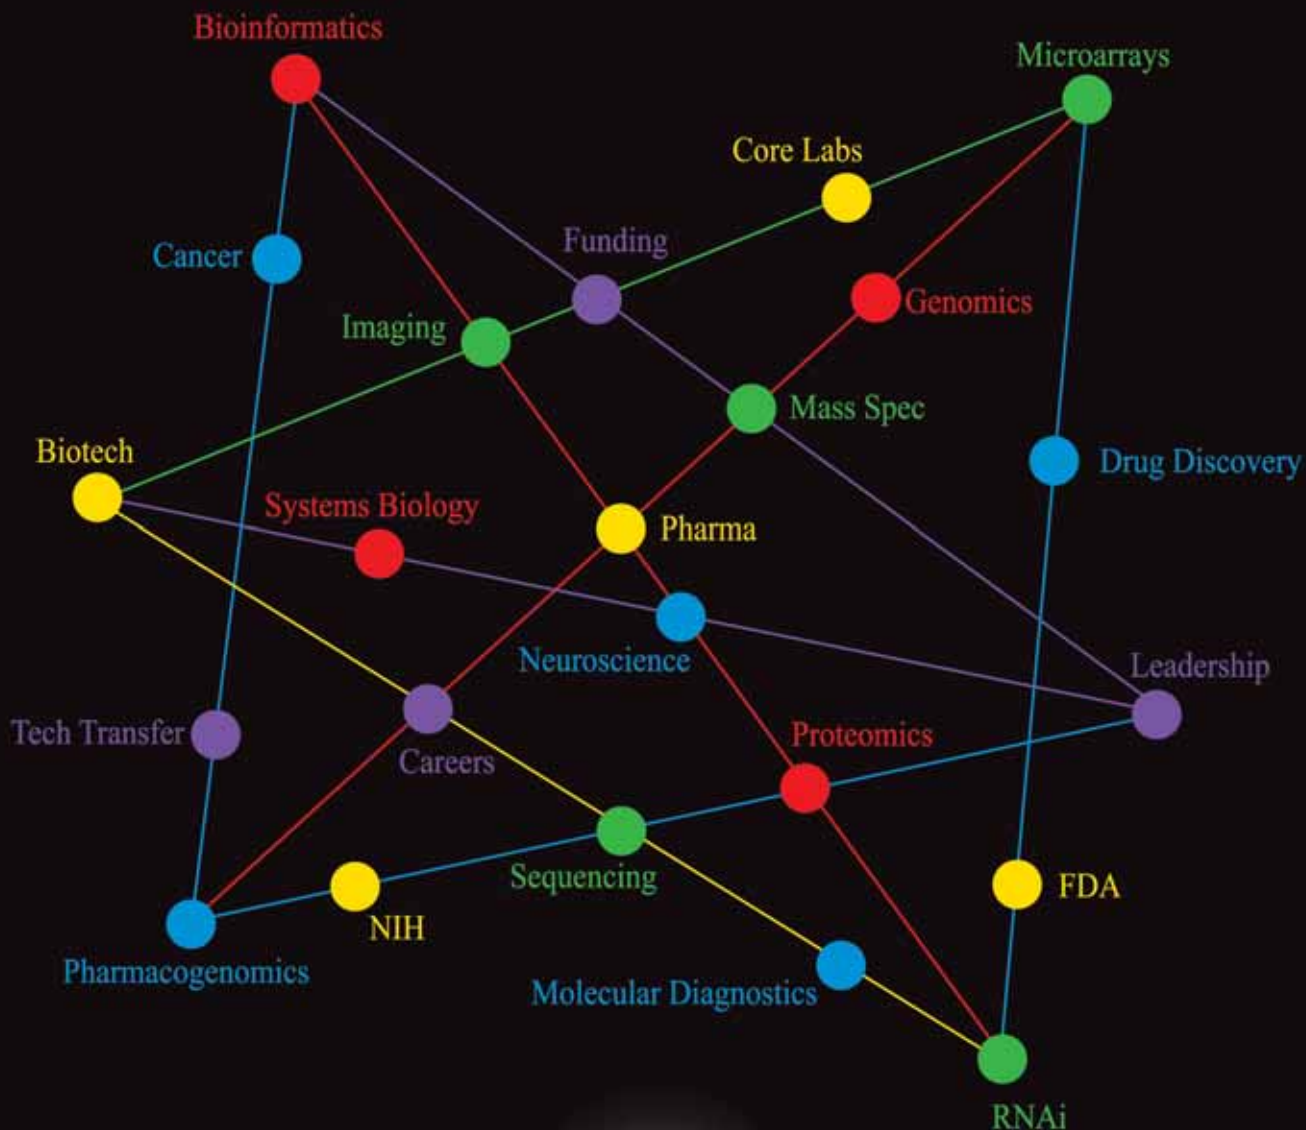 Bioinformatics
Microarrays
Core Labs
Funding
Cancer
Genomics
Imaging
Mass Spec
Biotech
Drug Discovery
Systems Biology
Pharma
Neuroscience
Leadership
Tech Transfer
Proteomics
Careers
Sequencing
FDA
NIH
Pharmacogenomics
Molecular Diagnostics
RNAi